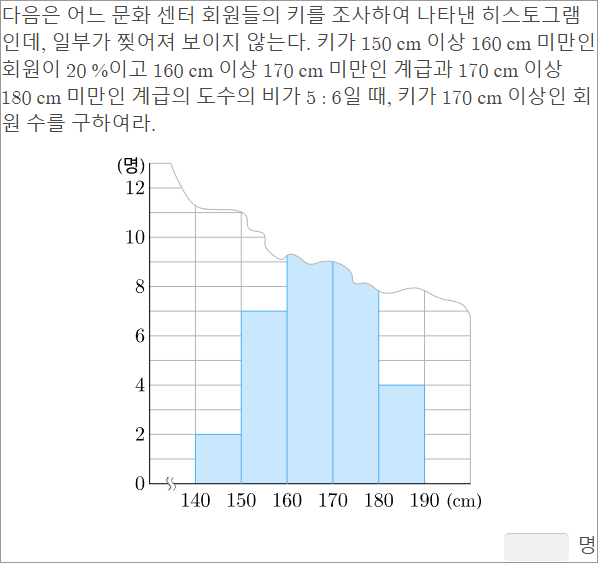 다음은 어느 문화 센터 회원들의 키를 조사하여 나타낸 히스토그램
인데, 일부가 찢어져 보이지 않는다. 키가 150 cm 이상 160 cm 미만인
회원이 20 %이고 160 cm 이상 170 cm 미만인 계급과 170 cm 이상
180 cm 미만인 계급의 도수의 비가 5 : 6일 때, 키가 170 cm 이상인 회
원 수를 구하여라.
(명)
12
10
8
6
4
2
0
140 150 160 170 180 190 (cm)
명